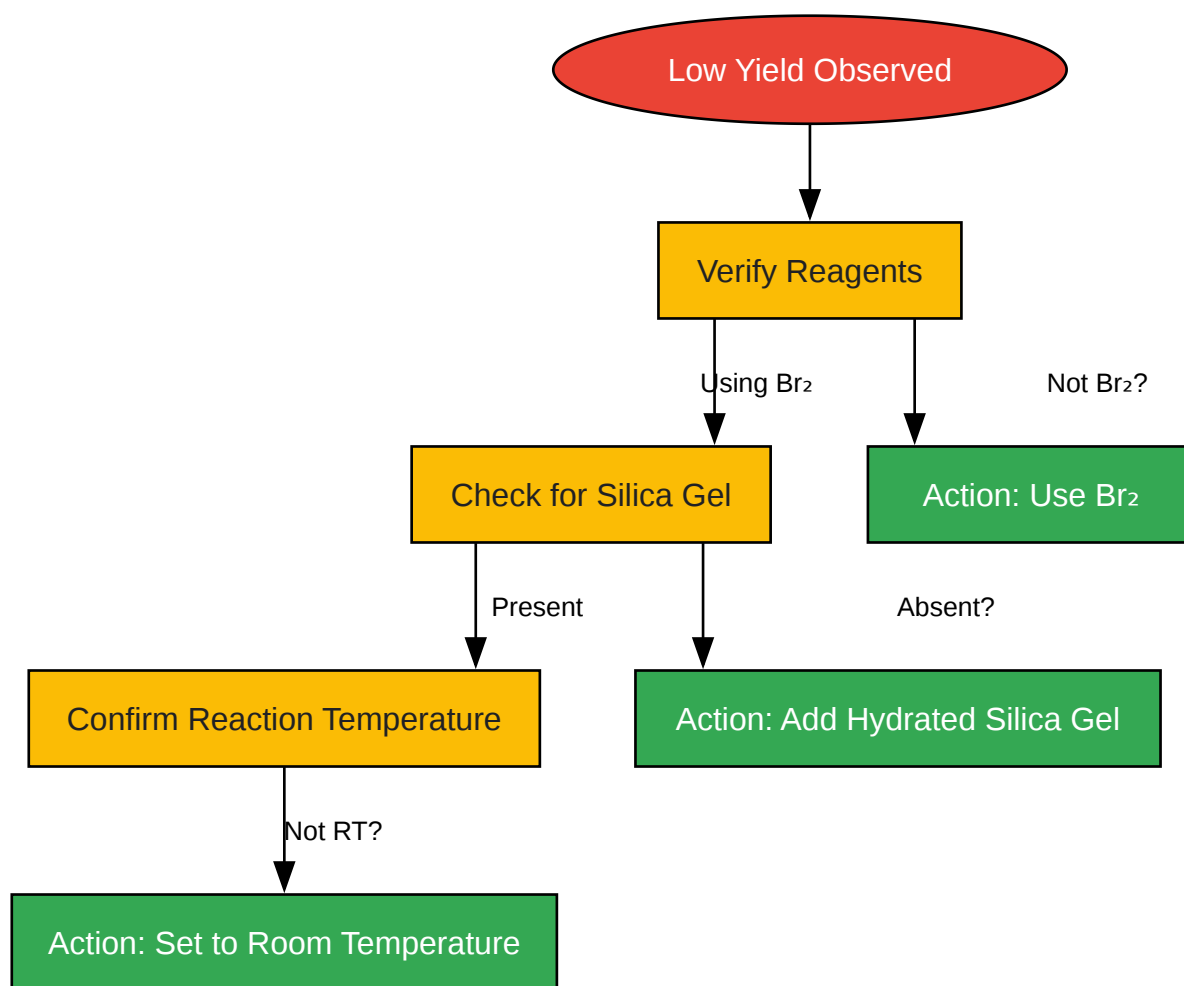 Low Yield Observed
Verify Reagents
Using Br₂
Not Br₂?
Check for Silica Gel
Action: Use Br₂
Present
Absent?
Confirm Reaction Temperature
Action: Add Hydrated Silica Gel
Not RT?
Action: Set to Room Temperature